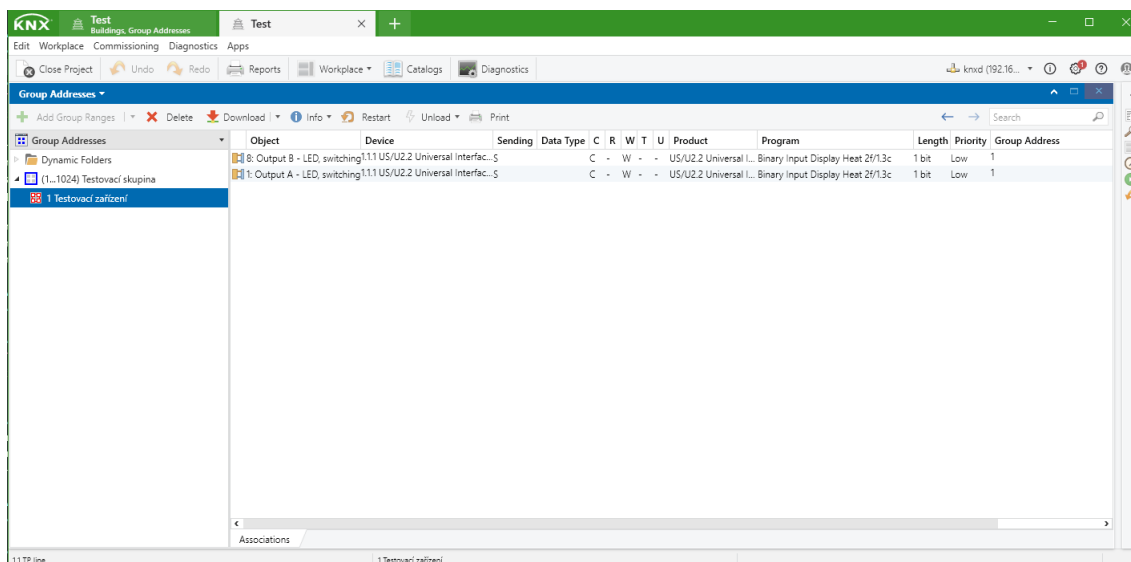 KNX Test Test
Buildings, Group Addresses
Edit Workplace Commissioning Diagnostics Apps
Close Project Undo Redo Reports Workplace Catalogs Diagnostics knxd (192.16...
Group Addresses
Add Group Ranges Delete Download Info Restart Unload Print Search
Group Addresses Object Device Sending Data Type C R W T U Product Program Length Priority Group Address
Dynamic Folders 8: Output B - LED, switching 1.1.1 US/U2.2 Universal Interfac... S C - W - - US/U2.2 Universal I... Binary Input Display Heat 2f/1.3c 1 bit Low 1
(1...1024) Testovací skupina 1: Output A - LED, switching 1.1.1 US/U2.2 Universal Interfac... S C - W - - US/U2.2 Universal I... Binary Input Display Heat 2f/1.3c 1 bit Low 1
1 Testovací zařízení
Associations
1.1 TP line 1 Testovací zařízení